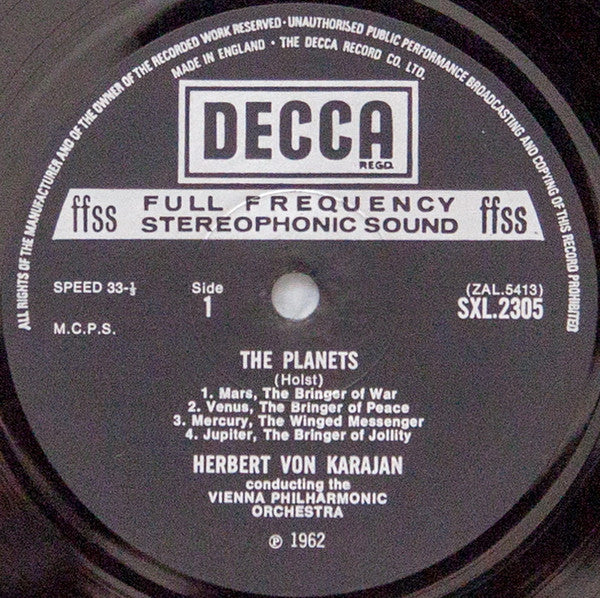 ALL RIGHTS OF THE MANUFACTURER AND OF THE OWNER OF THE RECORDED WORK RESERVED · UNAUTHORISED PUBLIC PERFORMANCE BROADCASTING AND COPYING OF THIS RECORD PROHIBITED
MADE IN ENGLAND · THE DECCA RECORD CO. LTD.
DECCA
REGD.
ffss FULL FREQUENCY ffss
STEREOPHONIC SOUND
SPEED 33-⅓ Side (ZAL.5413)
1 SXL.2305
M.C.P.S.
THE PLANETS
(Holst)
1. Mars, The Bringer of War
2. Venus, The Bringer of Peace
3. Mercury, The Winged Messenger
4. Jupiter, The Bringer of Jollity
HERBERT VON KARAJAN
conducting the
VIENNA PHILHARMONIC
ORCHESTRA
℗ 1962